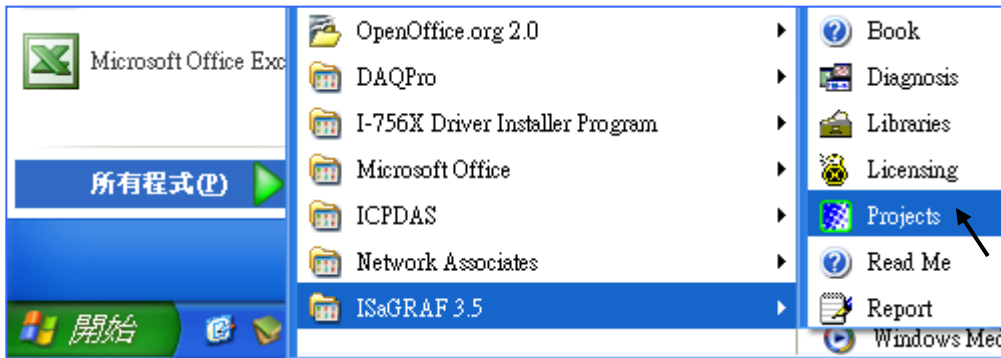 Microsoft Office Exc
所有程式(P)
開始
OpenOffice.org 2.0
DAQPro
I-756X Driver Installer Program
Microsoft Office
ICPDAS
Network Associates
ISaGRAF 3.5
Book
Diagnosis
Libraries
Licensing
Projects
Read Me
Report
Windows Med